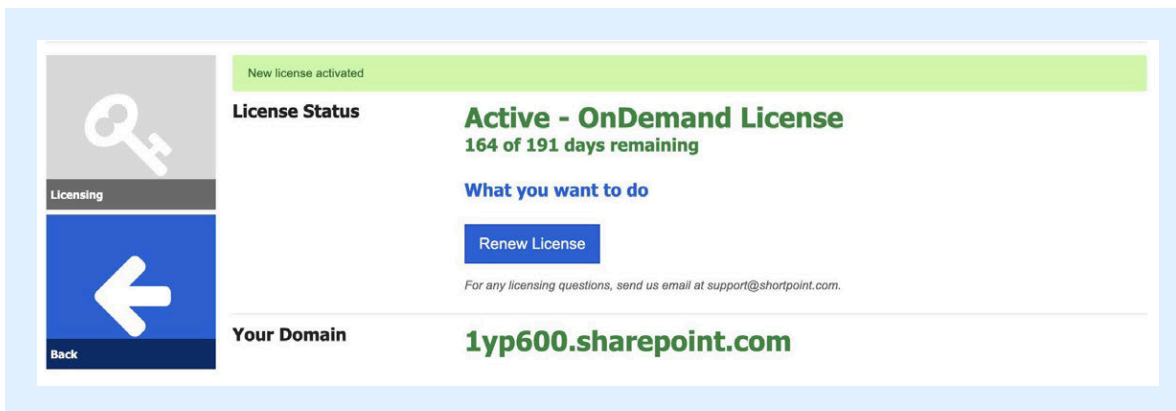 New license activated
License Status
Active - OnDemand License
164 of 191 days remaining
What you want to do
Licensing
Renew License
For any licensing questions, send us email at support@shortpoint.com.
Your Domain
1yp600.sharepoint.com
Back